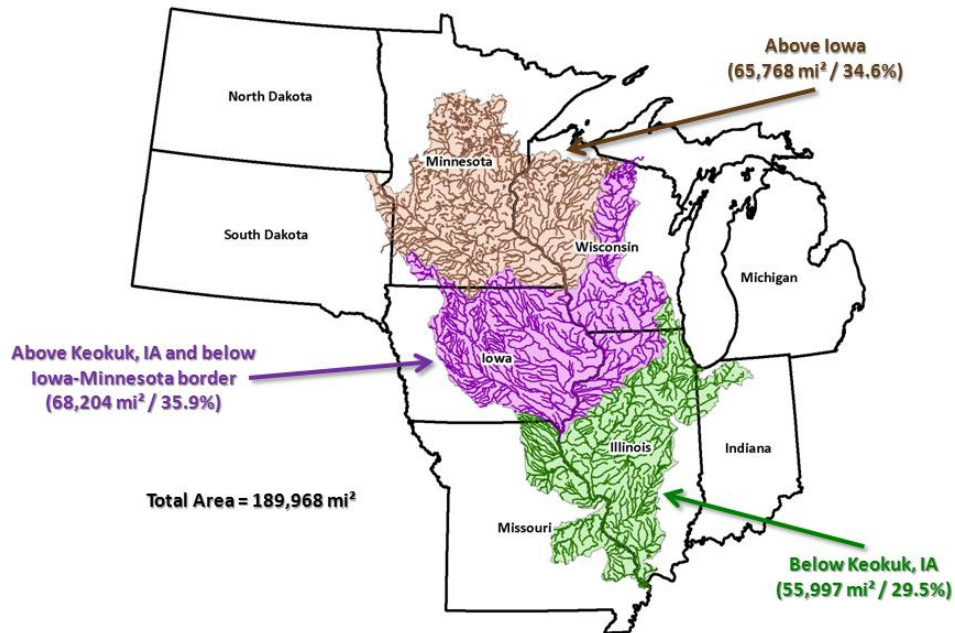 Above Iowa
(65,768 mi² / 34.6%)
North Dakota
Minnesota
South Dakota
Wisconsin
Michigan
Above Keokuk, IA and below
Iowa-Minnesota border
(68,204 mi² / 35.9%)
Iowa
Illinois
Indiana
Total Area = 189,968 mi²
Missouri
Below Keokuk, IA
(55,997 mi² / 29.5%)